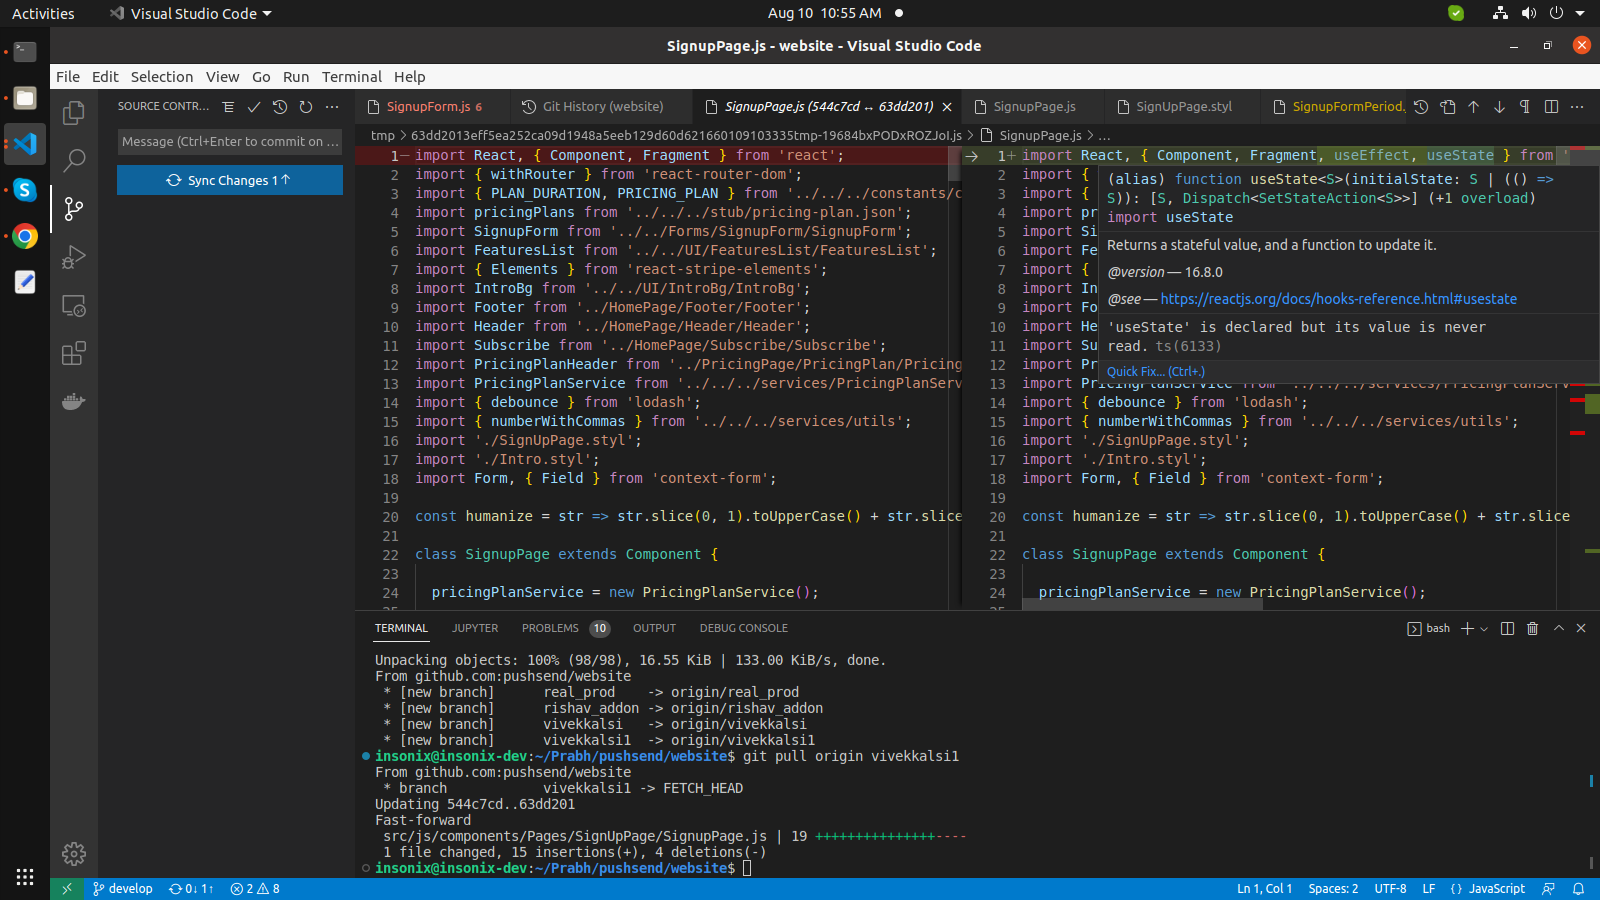 Activities
Visual Studio Code
Aug 10 10:55 AM
SignupPage.js - website - Visual Studio Code
File Edit Selection View Go Run Terminal Help
SOURCE CONTR...
Message (Ctrl+Enter to commit on ...
Sync Changes 1↑
SignupForm.js 6
Git History (website)
SignupPage.js (544c7cd ↔ 63dd201)
SignupPage.js
SignUpPage.styl
SignupFormPeriod.
tmp > 63dd2013eff5ea252ca09d1948a5eeb129d60d621660109103335tmp-19684bxPODxROZJoI.js > SignupPage.js > ...
1− import React, { Component, Fragment } from 'react';
2 import { withRouter } from 'react-router-dom';
3 import { PLAN_DURATION, PRICING_PLAN } from '../../../constants/c
4 import pricingPlans from '../../../stub/pricing-plan.json';
5 import SignupForm from '../../Forms/SignupForm/SignupForm';
6 import FeaturesList from '../../UI/FeaturesList/FeaturesList';
7 import { Elements } from 'react-stripe-elements';
8 import IntroBg from '../../UI/IntroBg/IntroBg';
9 import Footer from '../HomePage/Footer/Footer';
10 import Header from '../HomePage/Header/Header';
11 import Subscribe from '../HomePage/Subscribe/Subscribe';
12 import PricingPlanHeader from '../PricingPage/PricingPlan/Pricing
13 import PricingPlanService from '../../../services/PricingPlanServ
14 import { debounce } from 'lodash';
15 import { numberWithCommas } from '../../../services/utils';
16 import './SignUpPage.styl';
17 import './Intro.styl';
18 import Form, { Field } from 'context-form';
19
20 const humanize = str => str.slice(0, 1).toUpperCase() + str.slice
21
22 class SignupPage extends Component {
23
24 pricingPlanService = new PricingPlanService();
1+ import React, { Component, Fragment, useEffect, useState } from '
2 import {
3 import {
4 import pr
5 import Si
6 import Fe
7 import {
8 import In
9 import Fo
10 import He
11 import Su
12 import Pr
13 import PricingPlanService from '../../../services/PricingPlanServ
14 import { debounce } from 'lodash';
15 import { numberWithCommas } from '../../../services/utils';
16 import './SignUpPage.styl';
17 import './Intro.styl';
18 import Form, { Field } from 'context-form';
19
20 const humanize = str => str.slice(0, 1).toUpperCase() + str.slice
21
22 class SignupPage extends Component {
23
24 pricingPlanService = new PricingPlanService();
(alias) function useState<S>(initialState: S | (() =>
S)): [S, Dispatch<SetStateAction<S>>] (+1 overload)
import useState
Returns a stateful value, and a function to update it.
@version — 16.8.0
@see — https://reactjs.org/docs/hooks-reference.html#usestate
'useState' is declared but its value is never
read. ts(6133)
Quick Fix... (Ctrl+.)
TERMINAL JUPYTER PROBLEMS 10 OUTPUT DEBUG CONSOLE
bash
Unpacking objects: 100% (98/98), 16.55 KiB | 133.00 KiB/s, done.
From github.com:pushsend/website
* [new branch] real_prod -> origin/real_prod
* [new branch] rishav_addon -> origin/rishav_addon
* [new branch] vivekkalsi -> origin/vivekkalsi
* [new branch] vivekkalsi1 -> origin/vivekkalsi1
insonix@insonix-dev:~/Prabh/pushsend/website$ git pull origin vivekkalsi1
From github.com:pushsend/website
* branch vivekkalsi1 -> FETCH_HEAD
Updating 544c7cd..63dd201
Fast-forward
src/js/components/Pages/SignUpPage/SignupPage.js | 19 +++++++++++++++----
1 file changed, 15 insertions(+), 4 deletions(-)
insonix@insonix-dev:~/Prabh/pushsend/website$
develop 0↓ 1↑ 2 8
Ln 1, Col 1 Spaces: 2 UTF-8 LF {} JavaScript